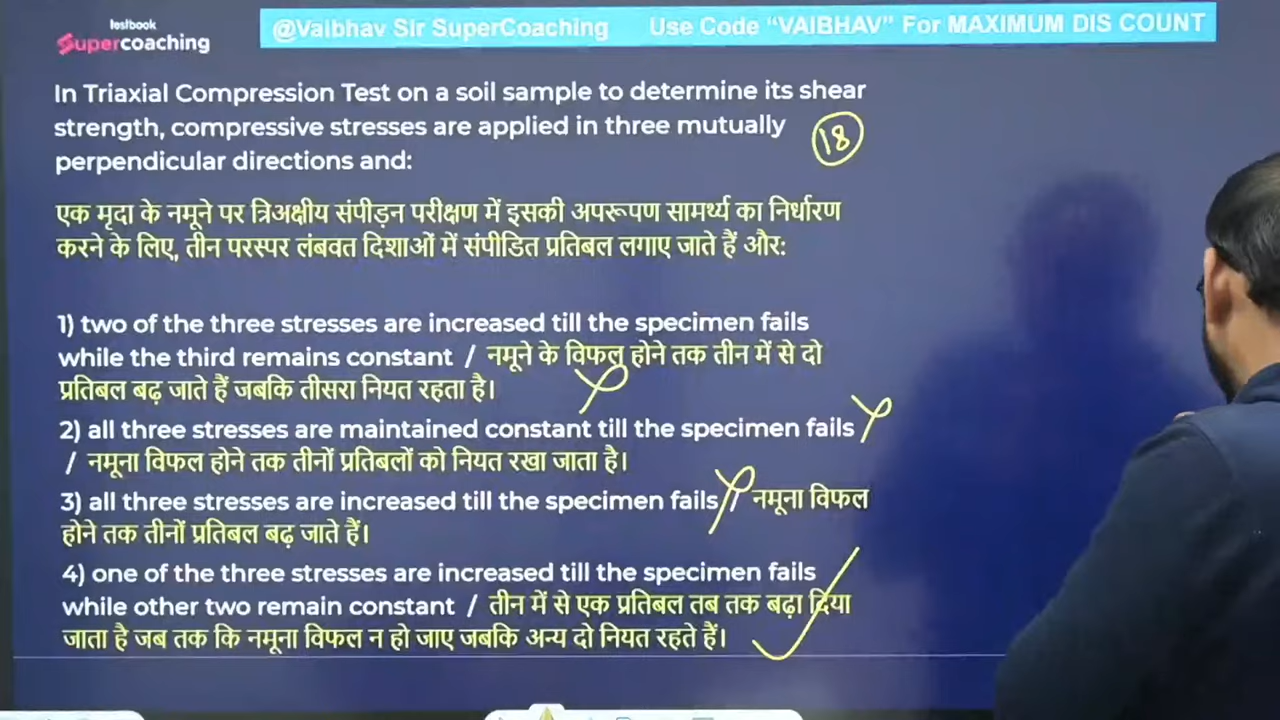 testbook
Supercoaching
@Vaibhav Sir SuperCoaching Use Code “VAIBHAV” For MAXIMUM DIS COUNT
In Triaxial Compression Test on a soil sample to determine its shear
strength, compressive stresses are applied in three mutually
perpendicular directions and:
18
एक मृदा के नमूने पर त्रिअक्षीय संपीड़न परीक्षण में इसकी अपरूपण सामर्थ्य का निर्धारण
करने के लिए, तीन परस्पर लंबवत दिशाओं में संपीडित प्रतिबल लगाए जाते हैं और:
1) two of the three stresses are increased till the specimen fails
while the third remains constant / नमूने के विफल होने तक तीन में से दो
प्रतिबल बढ़ जाते हैं जबकि तीसरा नियत रहता है।
2) all three stresses are maintained constant till the specimen fails
/ नमूना विफल होने तक तीनों प्रतिबलों को नियत रखा जाता है।
3) all three stresses are increased till the specimen fails / नमूना विफल
होने तक तीनों प्रतिबल बढ़ जाते हैं।
4) one of the three stresses are increased till the specimen fails
while other two remain constant / तीन में से एक प्रतिबल तब तक बढ़ा दिया
जाता है जब तक कि नमूना विफल न हो जाए जबकि अन्य दो नियत रहते हैं।